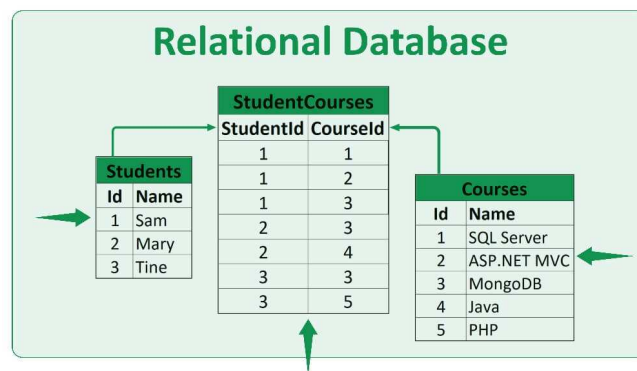 Relational Database
StudentCourses
StudentId CourseId
1 1
1 2
1 3
2 3
2 4
3 3
3 5
Students
Id Name
1 Sam
2 Mary
3 Tine
Courses
Id Name
1 SQL Server
2 ASP.NET MVC
3 MongoDB
4 Java
5 PHP